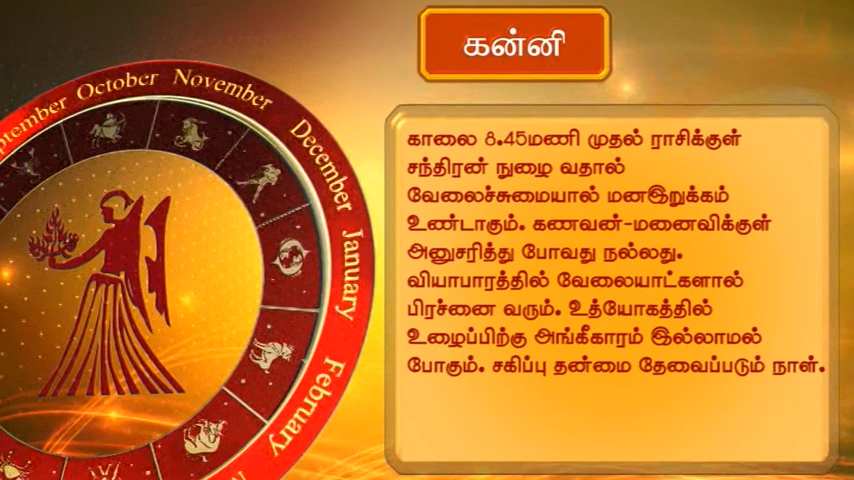 கன்னி
ptember October November December January February
காலை 8.45மணி முதல் ராசிக்குள்
சந்திரன் நுழை வதால்
வேலைச்சுமையால் மனஇறுக்கம்
உண்டாகும். கணவன்-மனைவிக்குள்
அனுசரித்து போவது நல்லது.
வியாபாரத்தில் வேலையாட்களால்
பிரச்னை வரும். உத்யோகத்தில்
உழைப்பிற்கு அங்கீகாரம் இல்லாமல்
போகும். சகிப்பு தன்மை தேவைப்படும் நாள்.